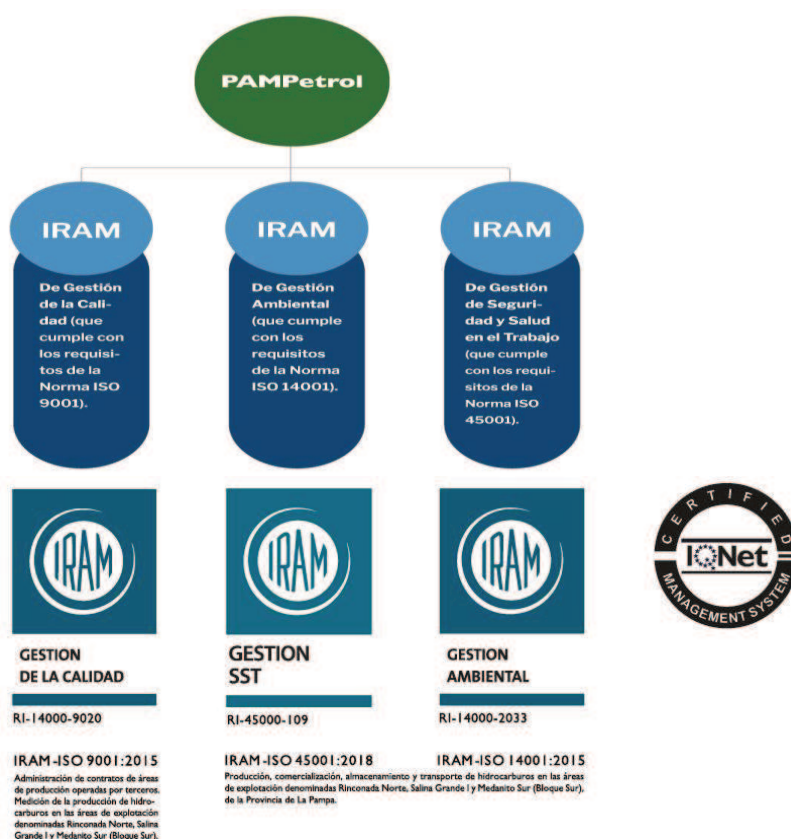 PAMPetrol
IRAM
IRAM
IRAM
De Gestión
de la Cali-
dad (que
cumple con
los requisi-
tos de la
Norma ISO
9001).
De Gestión
Ambiental
(que cumple
con los
requisitos
de la Norma
ISO 14001).
De Gestión
de Seguri-
dad y Salud
en el Trabajo
(que cumple
con los requi-
sitos de la
Norma ISO
45001).
IRAM
GESTION
DE LA CALIDAD
RI-14000-9020
IRAM-ISO 9001:2015
Administración de contratos de áreas
de producción operadas por terceros.
Medición de la producción de hidro-
carburos en las áreas de explotación
denominadas Rinconada Norte, Salina
Grande I y Medanito Sur (Bloque Sur).
IRAM
GESTION
SST
RI-45000-109
IRAM-ISO 45001:2018
IRAM
GESTION
AMBIENTAL
RI-14000-2033
IRAM-ISO 14001:2015
Producción, comercialización, almacenamiento y transporte de hidrocarburos en las áreas
de explotación denominadas Rinconada Norte, Salina Grande I y Medanito Sur (Bloque Sur),
de la Provincia de La Pampa.
CERTIFIED
IQNet
MANAGEMENT SYSTEM